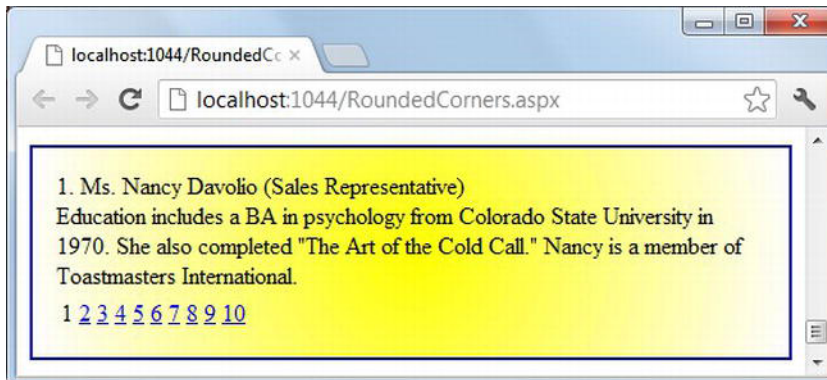 localhost:1044/RoundedCc
localhost:1044/RoundedCorners.aspx
1. Ms. Nancy Davolio (Sales Representative)
Education includes a BA in psychology from Colorado State University in
1970. She also completed "The Art of the Cold Call." Nancy is a member of
Toastmasters International.
1 2 3 4 5 6 7 8 9 10